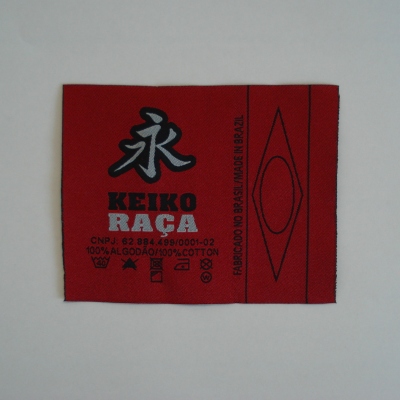 永
KEIKO
RAÇA
CNPJ: 62.884.499/0001-02
100%ALGODÃO/100%COTTON
FABRICADO NO BRASIL/MADE IN BRAZIL